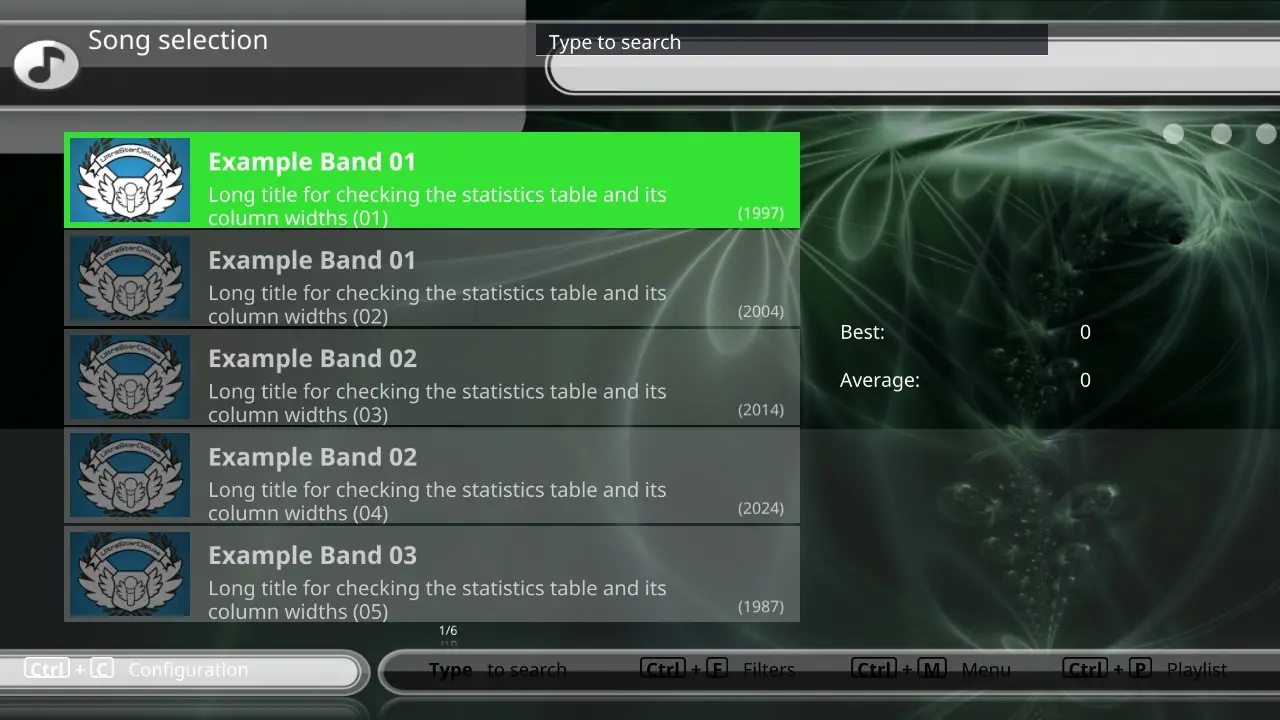 Song selection
Type to search
UltraStarDeluxe
Example Band 01
Long title for checking the statistics table and its
column widths (01)
(1997)
UltraStarDeluxe
Example Band 01
Long title for checking the statistics table and its
column widths (02)
(2004)
UltraStarDeluxe
Example Band 02
Long title for checking the statistics table and its
column widths (03)
(2014)
UltraStarDeluxe
Example Band 02
Long title for checking the statistics table and its
column widths (04)
(2024)
UltraStarDeluxe
Example Band 03
Long title for checking the statistics table and its
column widths (05)
(1987)
Best: 0
Average: 0
1/6
Ctrl + C Configuration
Type to search
Ctrl + F Filters
Ctrl + M Menu
Ctrl + P Playlist